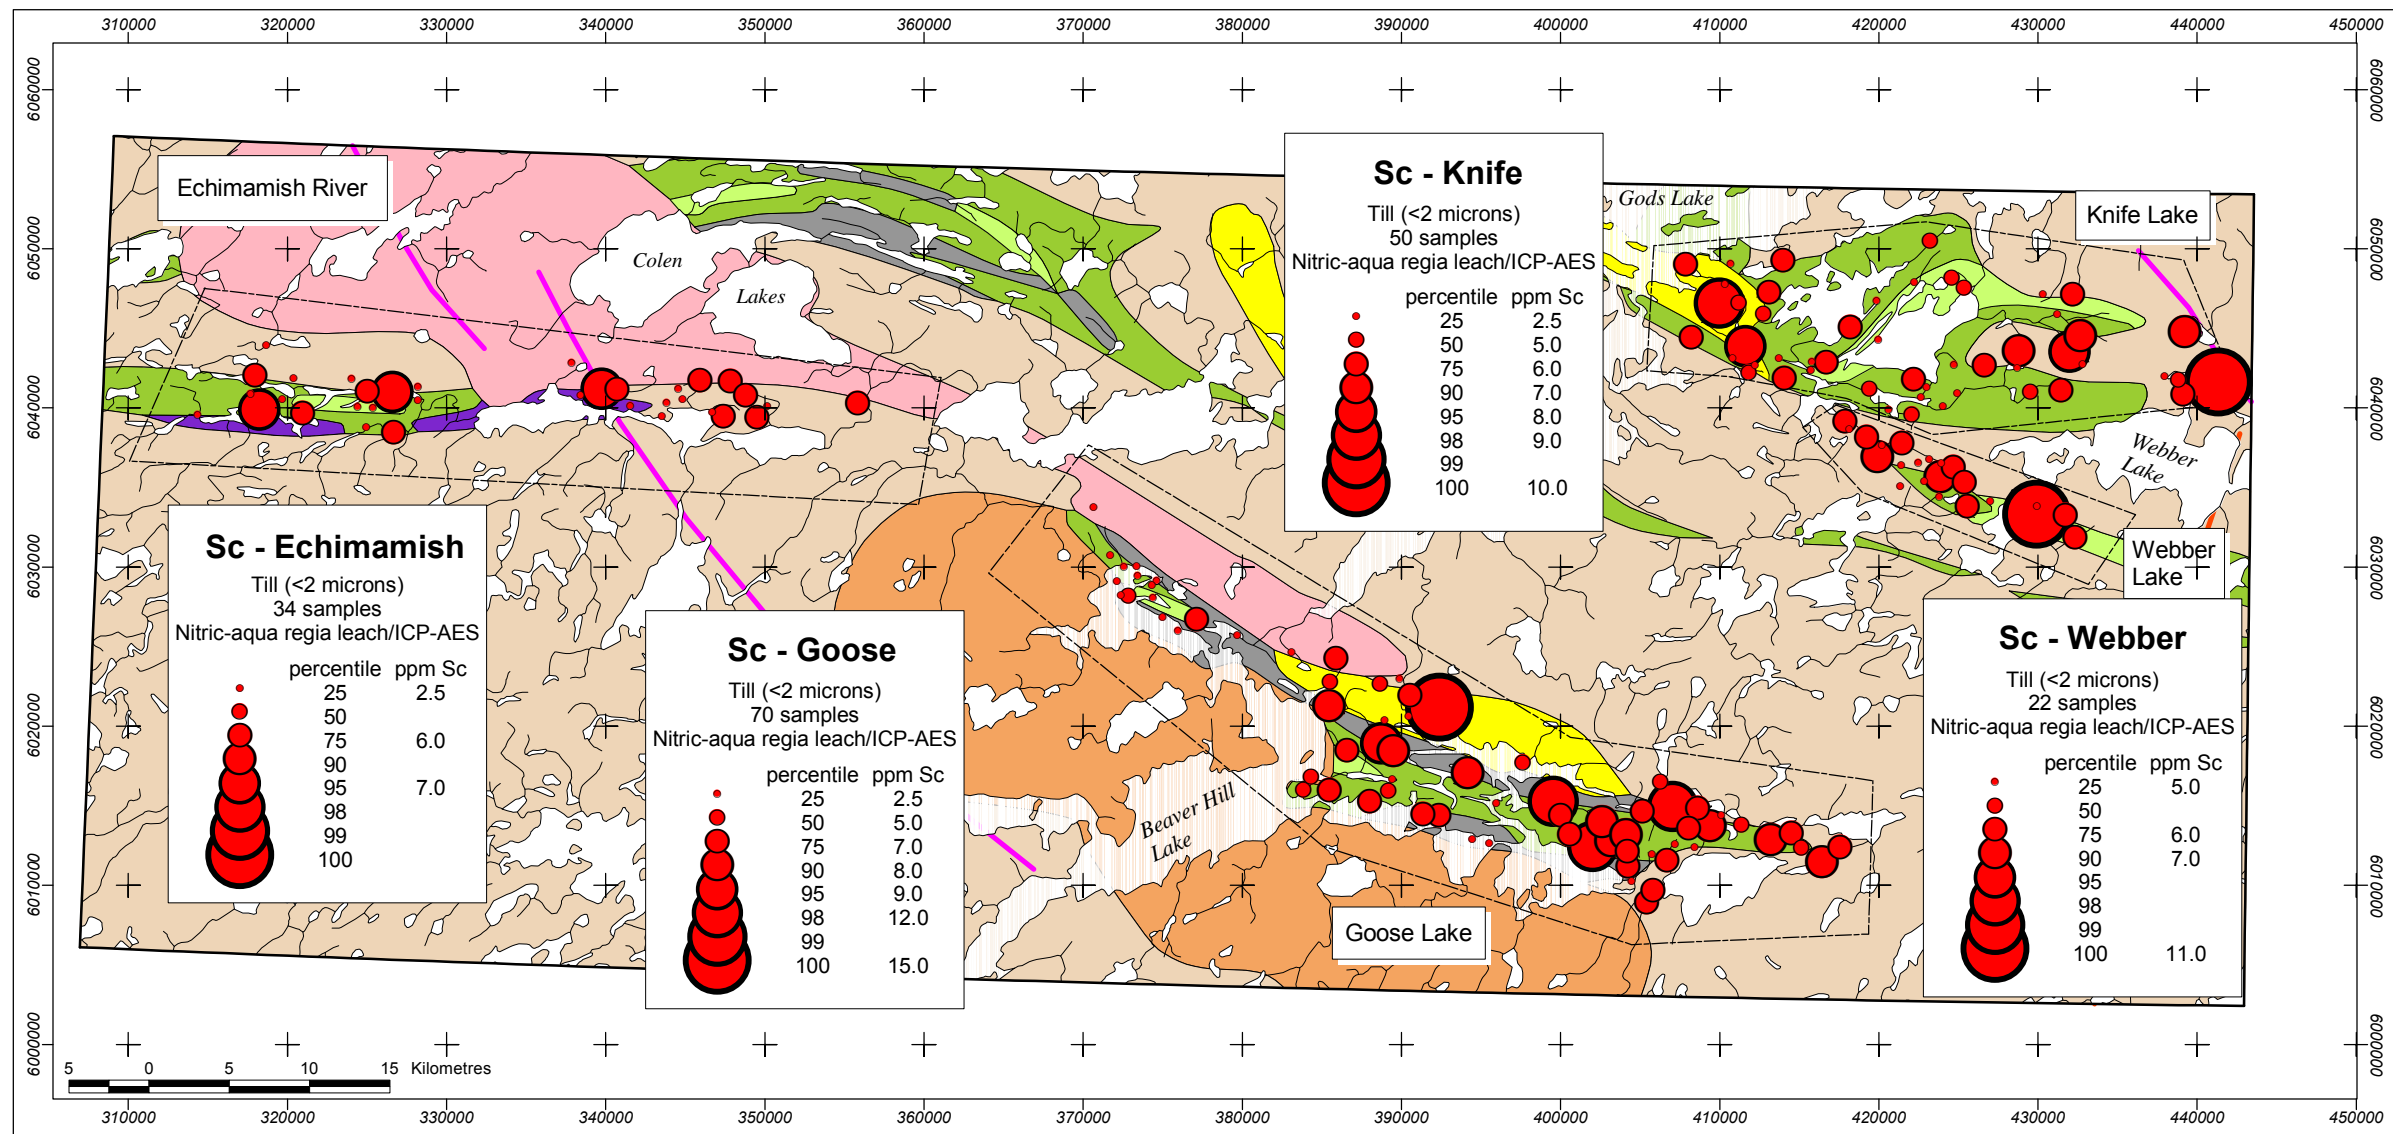 310000 320000 330000 340000 350000 360000 370000 380000 390000 400000 410000 420000 430000 440000 450000
6060000
6050000
6040000
6030000
6020000
6010000
6000000
6060000
6050000
6040000
6030000
6020000
6010000
6000000
Echimamish River
Colen
Lakes
Gods Lake
Knife Lake
Webber
Lake
Webber
Lake
Beaver Hill
Lake
Goose Lake
Sc - Knife
Till (<2 microns)
50 samples
Nitric-aqua regia leach/ICP-AES
percentile ppm Sc
25 2.5
50 5.0
75 6.0
90 7.0
95 8.0
98 9.0
99
100 10.0
Sc - Echimamish
Till (<2 microns)
34 samples
Nitric-aqua regia leach/ICP-AES
percentile ppm Sc
25 2.5
50
75 6.0
90
95 7.0
98
99
100
Sc - Goose
Till (<2 microns)
70 samples
Nitric-aqua regia leach/ICP-AES
percentile ppm Sc
25 2.5
50 5.0
75 7.0
90 8.0
95 9.0
98 12.0
99
100 15.0
Sc - Webber
Till (<2 microns)
22 samples
Nitric-aqua regia leach/ICP-AES
percentile ppm Sc
25 5.0
50
75 6.0
90 7.0
95
98
99
100 11.0
5 0 5 10 15 Kilometres
310000 320000 330000 340000 350000 360000 370000 380000 390000 400000 410000 420000 430000 440000 450000